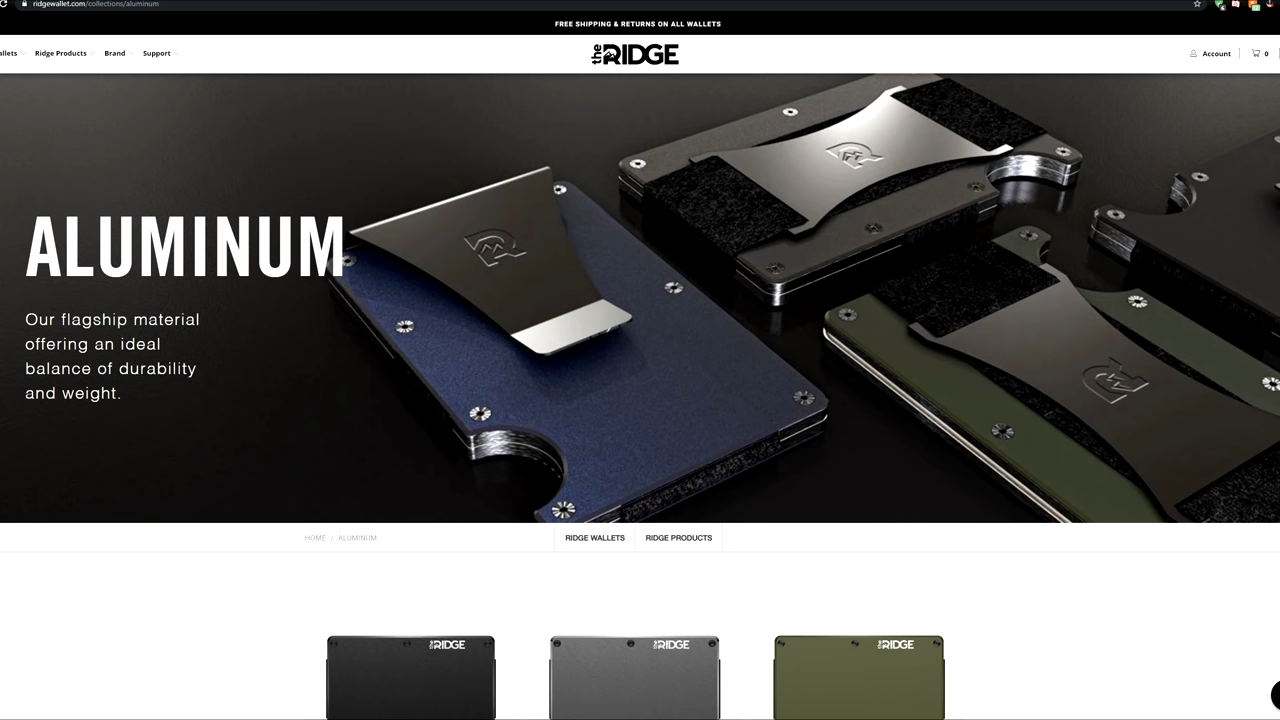 ridgewallet.com/collections/aluminum
FREE SHIPPING & RETURNS ON ALL WALLETS
Ridge Products
Brand
Support
the RIDGE
Account
0
ALUMINUM
Our flagship material
offering an ideal
balance of durability
and weight.
HOME / ALUMINUM
RIDGE WALLETS
RIDGE PRODUCTS
the RIDGE
the RIDGE
the RIDGE